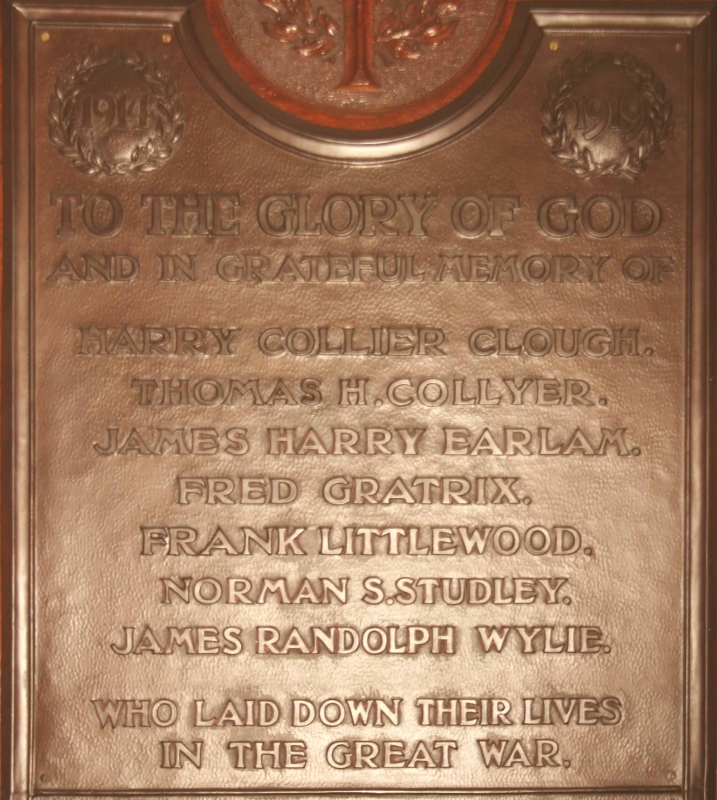 1914 1919
TO THE GLORY OF GOD
AND IN GRATEFUL MEMORY OF
HARRY COLLIER CLOUGH.
THOMAS H. COLLYER.
JAMES HARRY EARLAM.
FRED GRATRIX.
FRANK LITTLEWOOD.
NORMAN S. STUDLEY.
JAMES RANDOLPH WYLIE.
WHO LAID DOWN THEIR LIVES
IN THE GREAT WAR.